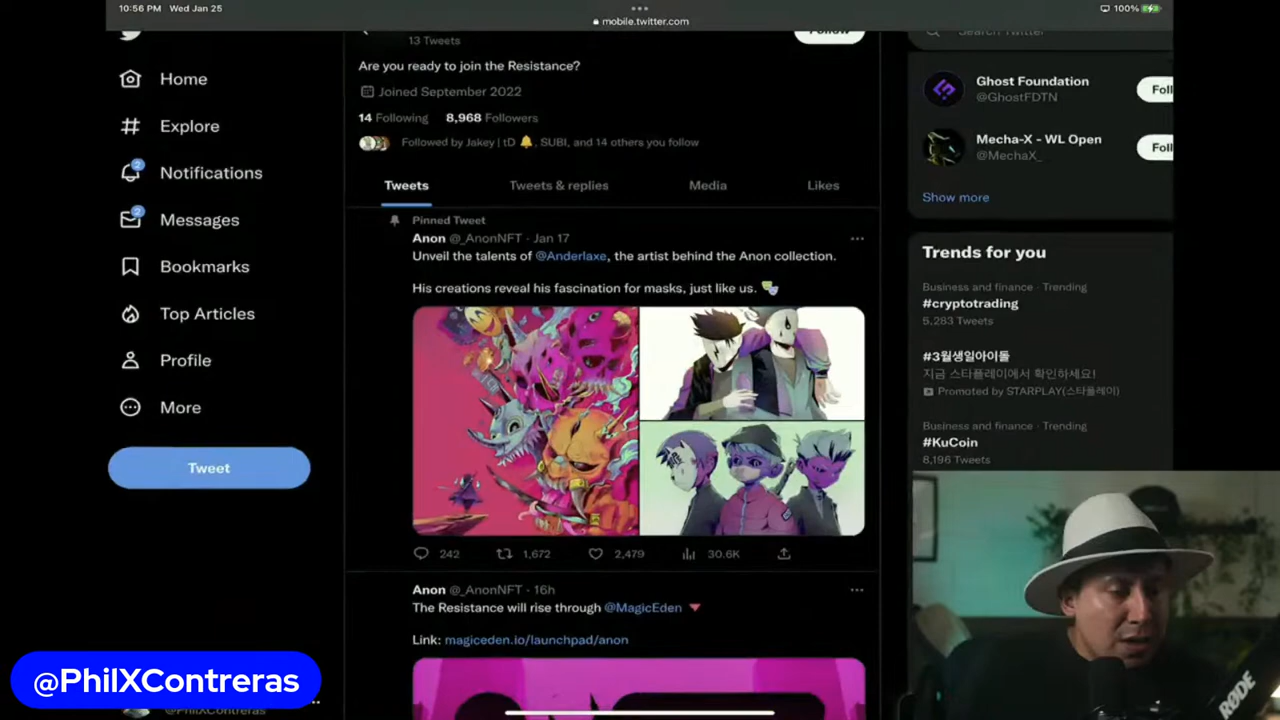 10:56 PM Wed Jan 25
100%
mobile.twitter.com
Home
Explore
2
Notifications
2
Messages
Bookmarks
Top Articles
Profile
More
Tweet
13 Tweets
Follow
Are you ready to join the Resistance?
Joined September 2022
14 Following 8,968 Followers
Followed by Jakey | tD 🔔, SUBI, and 14 others you follow
Tweets
Tweets & replies
Media
Likes
Pinned Tweet
Anon @_AnonNFT · Jan 17
Unveil the talents of @Anderlaxe, the artist behind the Anon collection.
His creations reveal his fascination for masks, just like us. 🎭
242
1,672
2,479
30.6K
Anon @_AnonNFT · 16h
The Resistance will rise through @MagicEden 🔻
Link: magiceden.io/launchpad/anon
Search Twitter
Ghost Foundation
@GhostFDTN
Foll
Mecha-X - WL Open
@MechaX_
Foll
Show more
Trends for you
Business and finance · Trending
#cryptotrading
5,283 Tweets
#3월생일아이돌
지금 스타플레이에서 확인하세요!
Promoted by STARPLAY(스타플레이)
Business and finance · Trending
#KuCoin
8,196 Tweets
@PhilXContreras
@PhilXContreras
RØDE